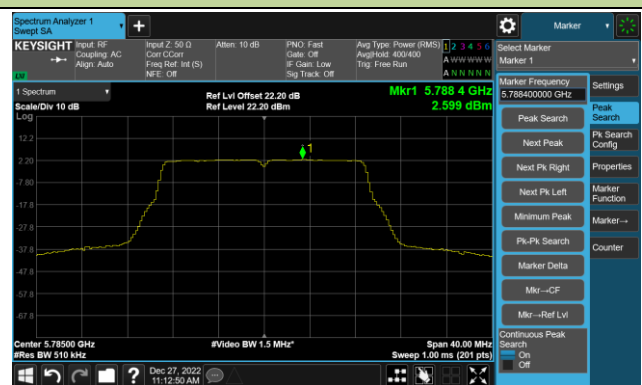 Spectrum Analyzer 1
Swept SA
+
Marker
KEYSIGHT
Input: RF
Coupling: AC
Align: Auto
Input Z: 50 Ω
Corr CCorr
Freq Ref: Int (S)
NFE: Off
Atten: 10 dB
PNO: Fast
Gate: Off
IF Gain: Low
Sig Track: Off
Avg Type: Power (RMS)
Avg|Hold: 400/400
Trig: Free Run
1 2 3 4 5 6
A W W W W W
A N N N N N
LV
Select Marker
Marker 1
1 Spectrum
Scale/Div 10 dB
Log
Ref Lvl Offset 22.20 dB
Ref Level 22.20 dBm
Mkr1 5.788 4 GHz
2.599 dBm
12.2
2.20
-7.80
-17.8
-27.8
-37.8
-47.8
-57.8
-67.8
1
Center 5.78500 GHz
#Res BW 510 kHz
#Video BW 1.5 MHz*
Span 40.00 MHz
Sweep 1.00 ms (201 pts)
Marker Frequency
5.788400000 GHz
Peak Search
Next Peak
Next Pk Right
Next Pk Left
Minimum Peak
Pk-Pk Search
Marker Delta
Mkr→CF
Mkr→Ref Lvl
Continuous Peak
Search
On
Off
Settings
Peak
Search
Pk Search
Config
Properties
Marker
Function
Marker→
Counter
?
Dec 27, 2022
11:12:50 AM